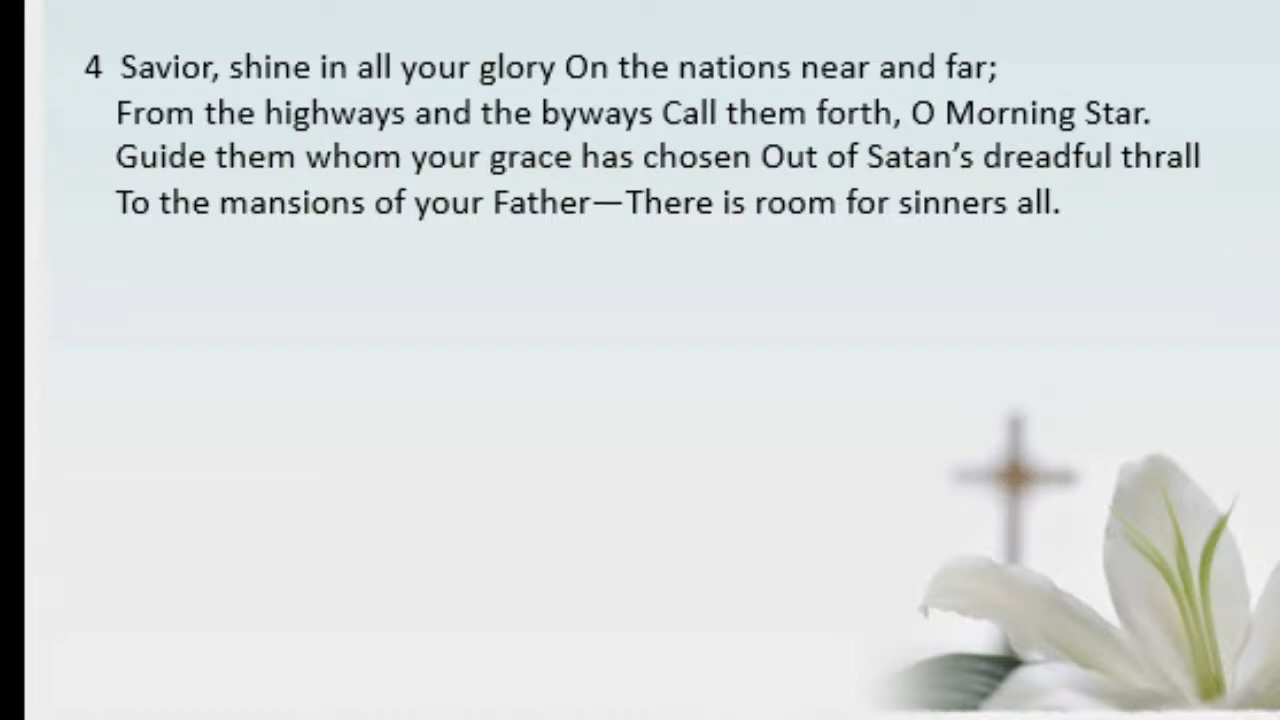 4 Savior, shine in all your glory On the nations near and far;
From the highways and the byways Call them forth, O Morning Star.
Guide them whom your grace has chosen Out of Satan’s dreadful thrall
To the mansions of your Father—There is room for sinners all.